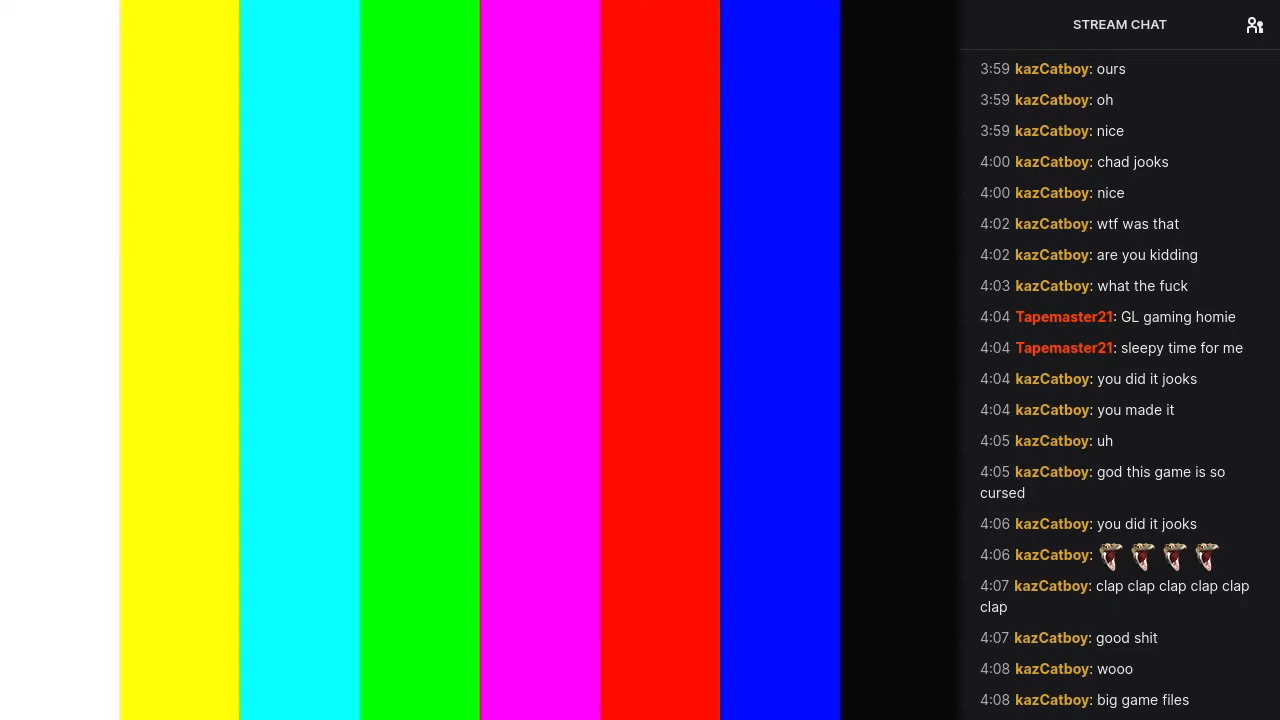 STREAM CHAT
3:59 kazCatboy: ours
3:59 kazCatboy: oh
3:59 kazCatboy: nice
4:00 kazCatboy: chad jooks
4:00 kazCatboy: nice
4:02 kazCatboy: wtf was that
4:02 kazCatboy: are you kidding
4:03 kazCatboy: what the fuck
4:04 Tapemaster21: GL gaming homie
4:04 Tapemaster21: sleepy time for me
4:04 kazCatboy: you did it jooks
4:04 kazCatboy: you made it
4:05 kazCatboy: uh
4:05 kazCatboy: god this game is so
cursed
4:06 kazCatboy: you did it jooks
4:06 kazCatboy:
4:07 kazCatboy: clap clap clap clap clap
clap
4:07 kazCatboy: good shit
4:08 kazCatboy: wooo
4:08 kazCatboy: big game files